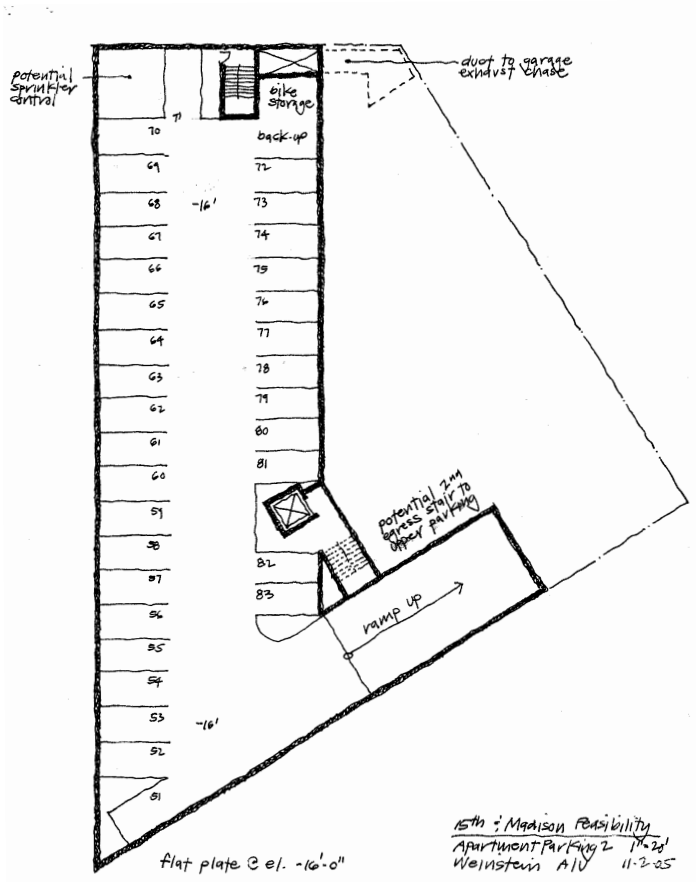 potential
sprinkler
control
duct to garage
exhaust chase
bike
storage
71
70
back-up
69
72
68
-16'
73
67
74
66
75
65
76
64
77
63
78
62
79
61
80
60
81
59
potential 2nd
egress stair to
upper parking
58
82
57
83
56
ramp up
55
54
53
-16'
52
51
flat plate @ el. -16'-0"
15th & Madison Feasibility
Apartment Parking 2 1"=20'
Weinstein A/U 11-2-05